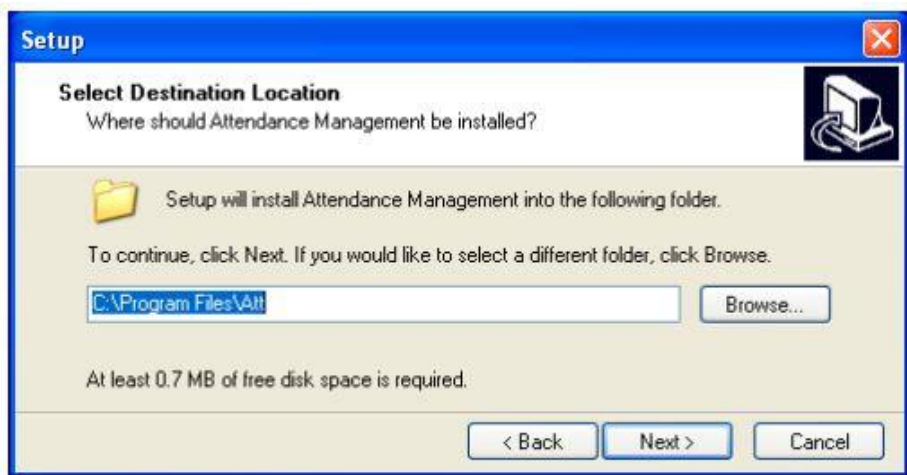 Setup
Select Destination Location
Where should Attendance Management be installed?
Setup will install Attendance Management into the following folder.
To continue, click Next. If you would like to select a different folder, click Browse.
C:\Program Files\Att
Browse...
At least 0.7 MB of free disk space is required.
< Back
Next >
Cancel